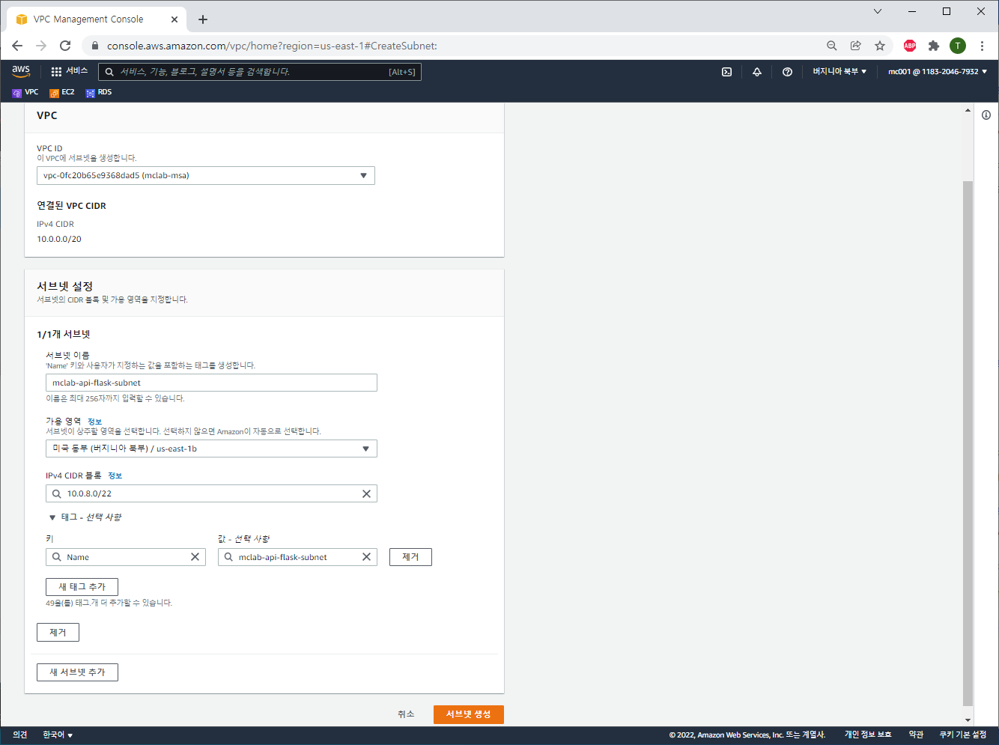 VPC Management Console
console.aws.amazon.com/vpc/home?region=us-east-1#CreateSubnet:
ABP
T
aws
서비스
서비스, 기능, 블로그, 설명서 등을 검색합니다.
[Alt+S]
버지니아 북부 ▼
mc001 @ 1183-2046-7932 ▼
VPC
EC2
RDS
VPC
VPC ID
이 VPC에 서브넷을 생성합니다.
vpc-0fc20b65e9368dad5 (mclab-msa)
연결된 VPC CIDR
IPv4 CIDR
10.0.0.0/20
서브넷 설정
서브넷의 CIDR 블록 및 가용 영역을 지정합니다.
1/1개 서브넷
서브넷 이름
'Name' 키와 사용자가 지정하는 값을 포함하는 태그를 생성합니다.
mclab-api-flask-subnet
이름은 최대 256자까지 입력할 수 있습니다.
가용 영역 정보
서브넷이 상주할 영역을 선택합니다. 선택하지 않으면 Amazon이 자동으로 선택합니다.
미국 동부 (버지니아 북부) / us-east-1b
IPv4 CIDR 블록 정보
10.0.8.0/22
▼ 태그 - 선택 사항
키
값 - 선택 사항
Name
mclab-api-flask-subnet
제거
새 태그 추가
49을(를) 태그.개 더 추가할 수 있습니다.
제거
새 서브넷 추가
취소
서브넷 생성
의견
한국어 ▼
© 2022, Amazon Web Services, Inc. 또는 계열사.
개인 정보 보호
약관
쿠키 기본 설정